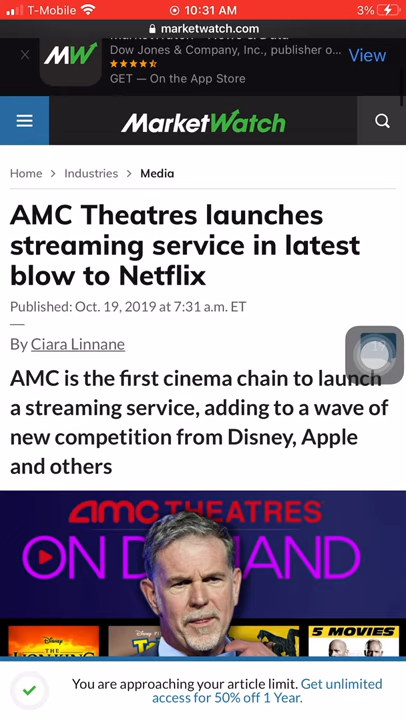 T-Mobile 10:31 AM 3%
marketwatch.com
Dow Jones & Company, Inc., publisher o...
GET — On the App Store
View
MW
MarketWatch
Home > Industries > Media
AMC Theatres launches
streaming service in latest
blow to Netflix
Published: Oct. 19, 2019 at 7:31 a.m. ET
By Ciara Linnane
AMC is the first cinema chain to launch
a streaming service, adding to a wave of
new competition from Disney, Apple
and others
amc THEATRES
ON DEMAND
Disney
THE
Disney
5 MOVIES
You are approaching your article limit. Get unlimited
access for 50% off 1 Year.